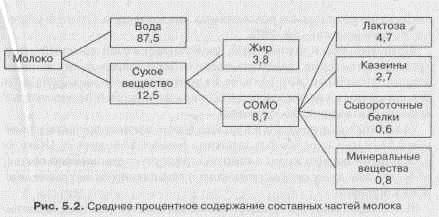 Молоко
Вода
87,5
Сухое
вещество
12,5
Жир
3,8
СОМО
8,7
Лактоза
4,7
Казеины
2,7
Сывороточные
белки
0,6
Минеральные
вещества
0,8
Рис. 5.2. Среднее процентное содержание составных частей молока